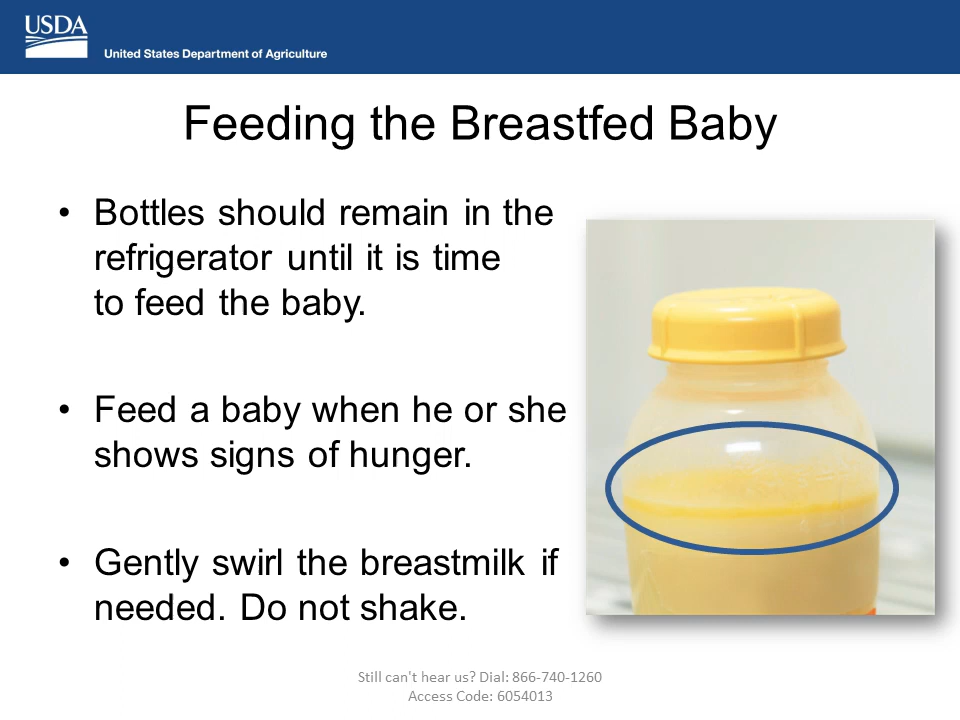 USDA
United States Department of Agriculture
Feeding the Breastfed Baby
• Bottles should remain in the
refrigerator until it is time
to feed the baby.
• Feed a baby when he or she
shows signs of hunger.
• Gently swirl the breastmilk if
needed. Do not shake.
Still can't hear us? Dial: 866-740-1260
Access Code: 6054013